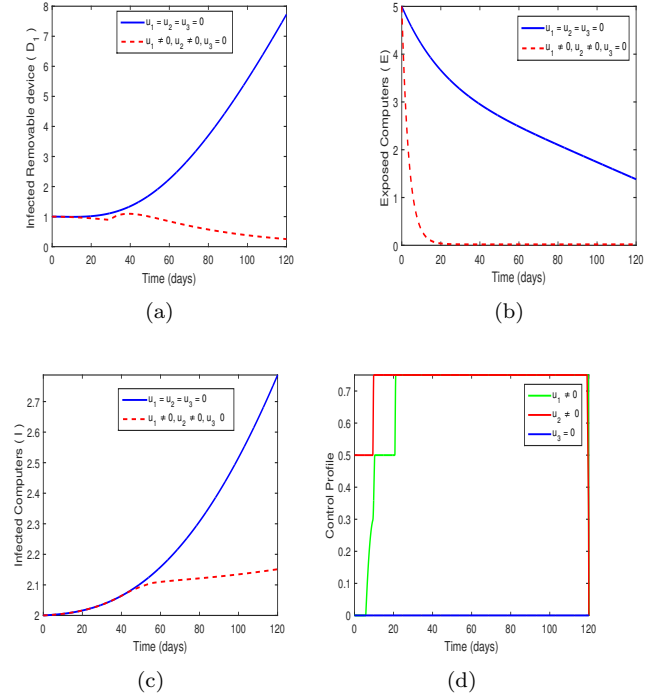 8
7
6
5
4
3
2
1
0
Infected Removable device ( D₁ )
u₁ = u₂ = u₃ = 0
u₁ ≠ 0, u₂ ≠ 0, u₃ = 0
0 20 40 60 80 100 120
Time (days)
(a)
5
4
3
2
1
0
Exposed Computers ( E )
u₁ = u₂ = u₃ = 0
u₁ ≠ 0, u₂ ≠ 0, u₃ = 0
0 20 40 60 80 100 120
Time (days)
(b)
2.7
2.6
2.5
2.4
2.3
2.2
2.1
2
Infected Computers ( I )
u₁ = u₂ = u₃ = 0
u₁ ≠ 0, u₂ ≠ 0, u₃ 0
0 20 40 60 80 100 120
Time (days)
(c)
0.7
0.6
0.5
0.4
0.3
0.2
0.1
0
Control Profile
u₁ ≠ 0
u₂ ≠ 0
u₃ = 0
0 20 40 60 80 100 120
Time (days)
(d)